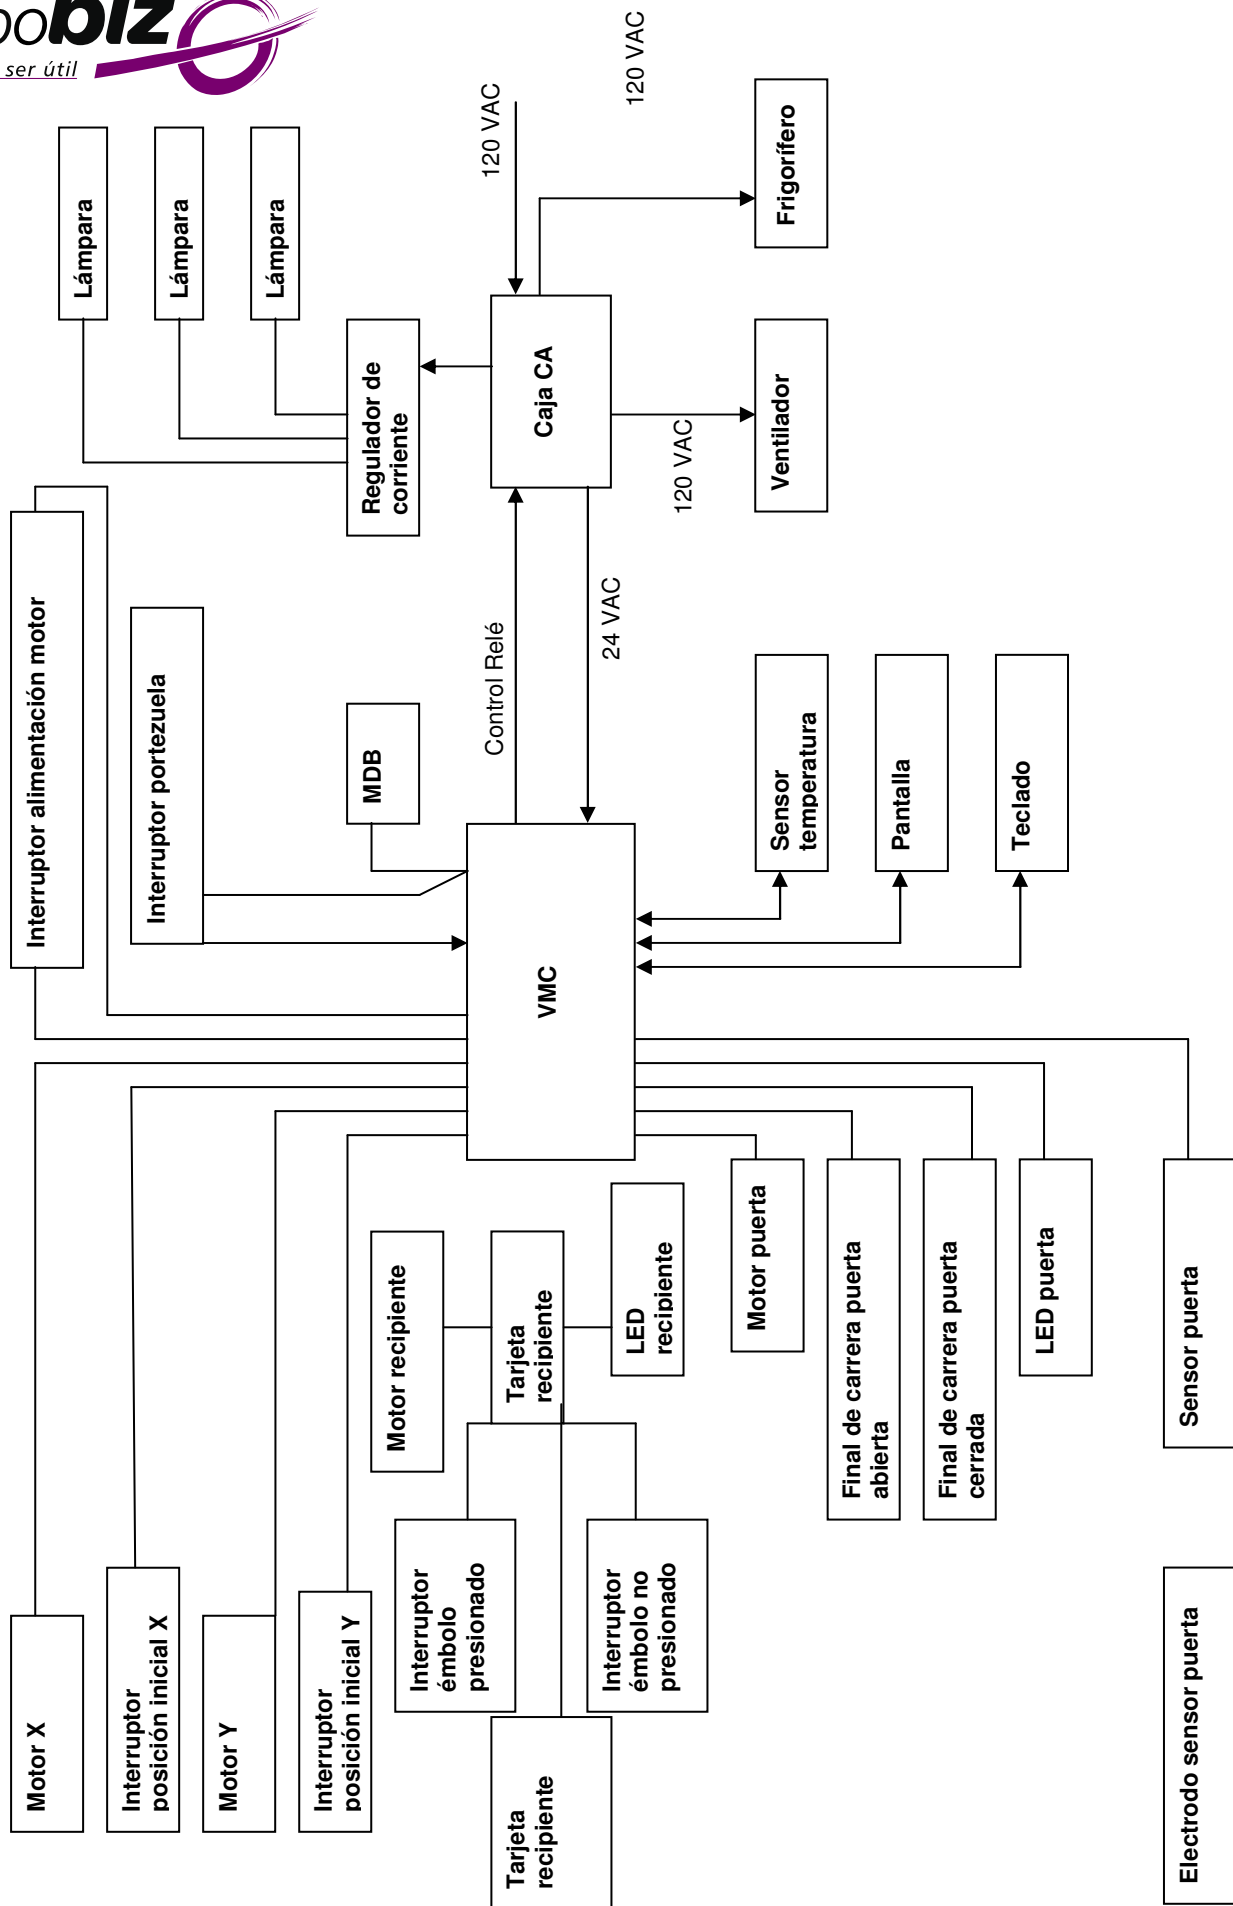 biz
ser útil
120 VAC
120 VAC
Lámpara
Lámpara
Lámpara
Frigorífero
Regulador de
corriente
Caja CA
Ventilador
120 VAC
Interruptor alimentación motor
Interruptor portezuela
MDB
Control Relé
24 VAC
Sensor
temperatura
Pantalla
Teclado
VMC
Motor recipiente
Tarjeta
recipiente
LED
recipiente
Motor puerta
Final de carrera puerta
abierta
Final de carrera puerta
cerrada
LED puerta
Sensor puerta
Motor X
Interruptor
posición inicial X
Motor Y
Interruptor
posición inicial Y
Interruptor
émbolo
presionado
Interruptor
émbolo no
presionado
Tarjeta
recipiente
Electrodo sensor puerta